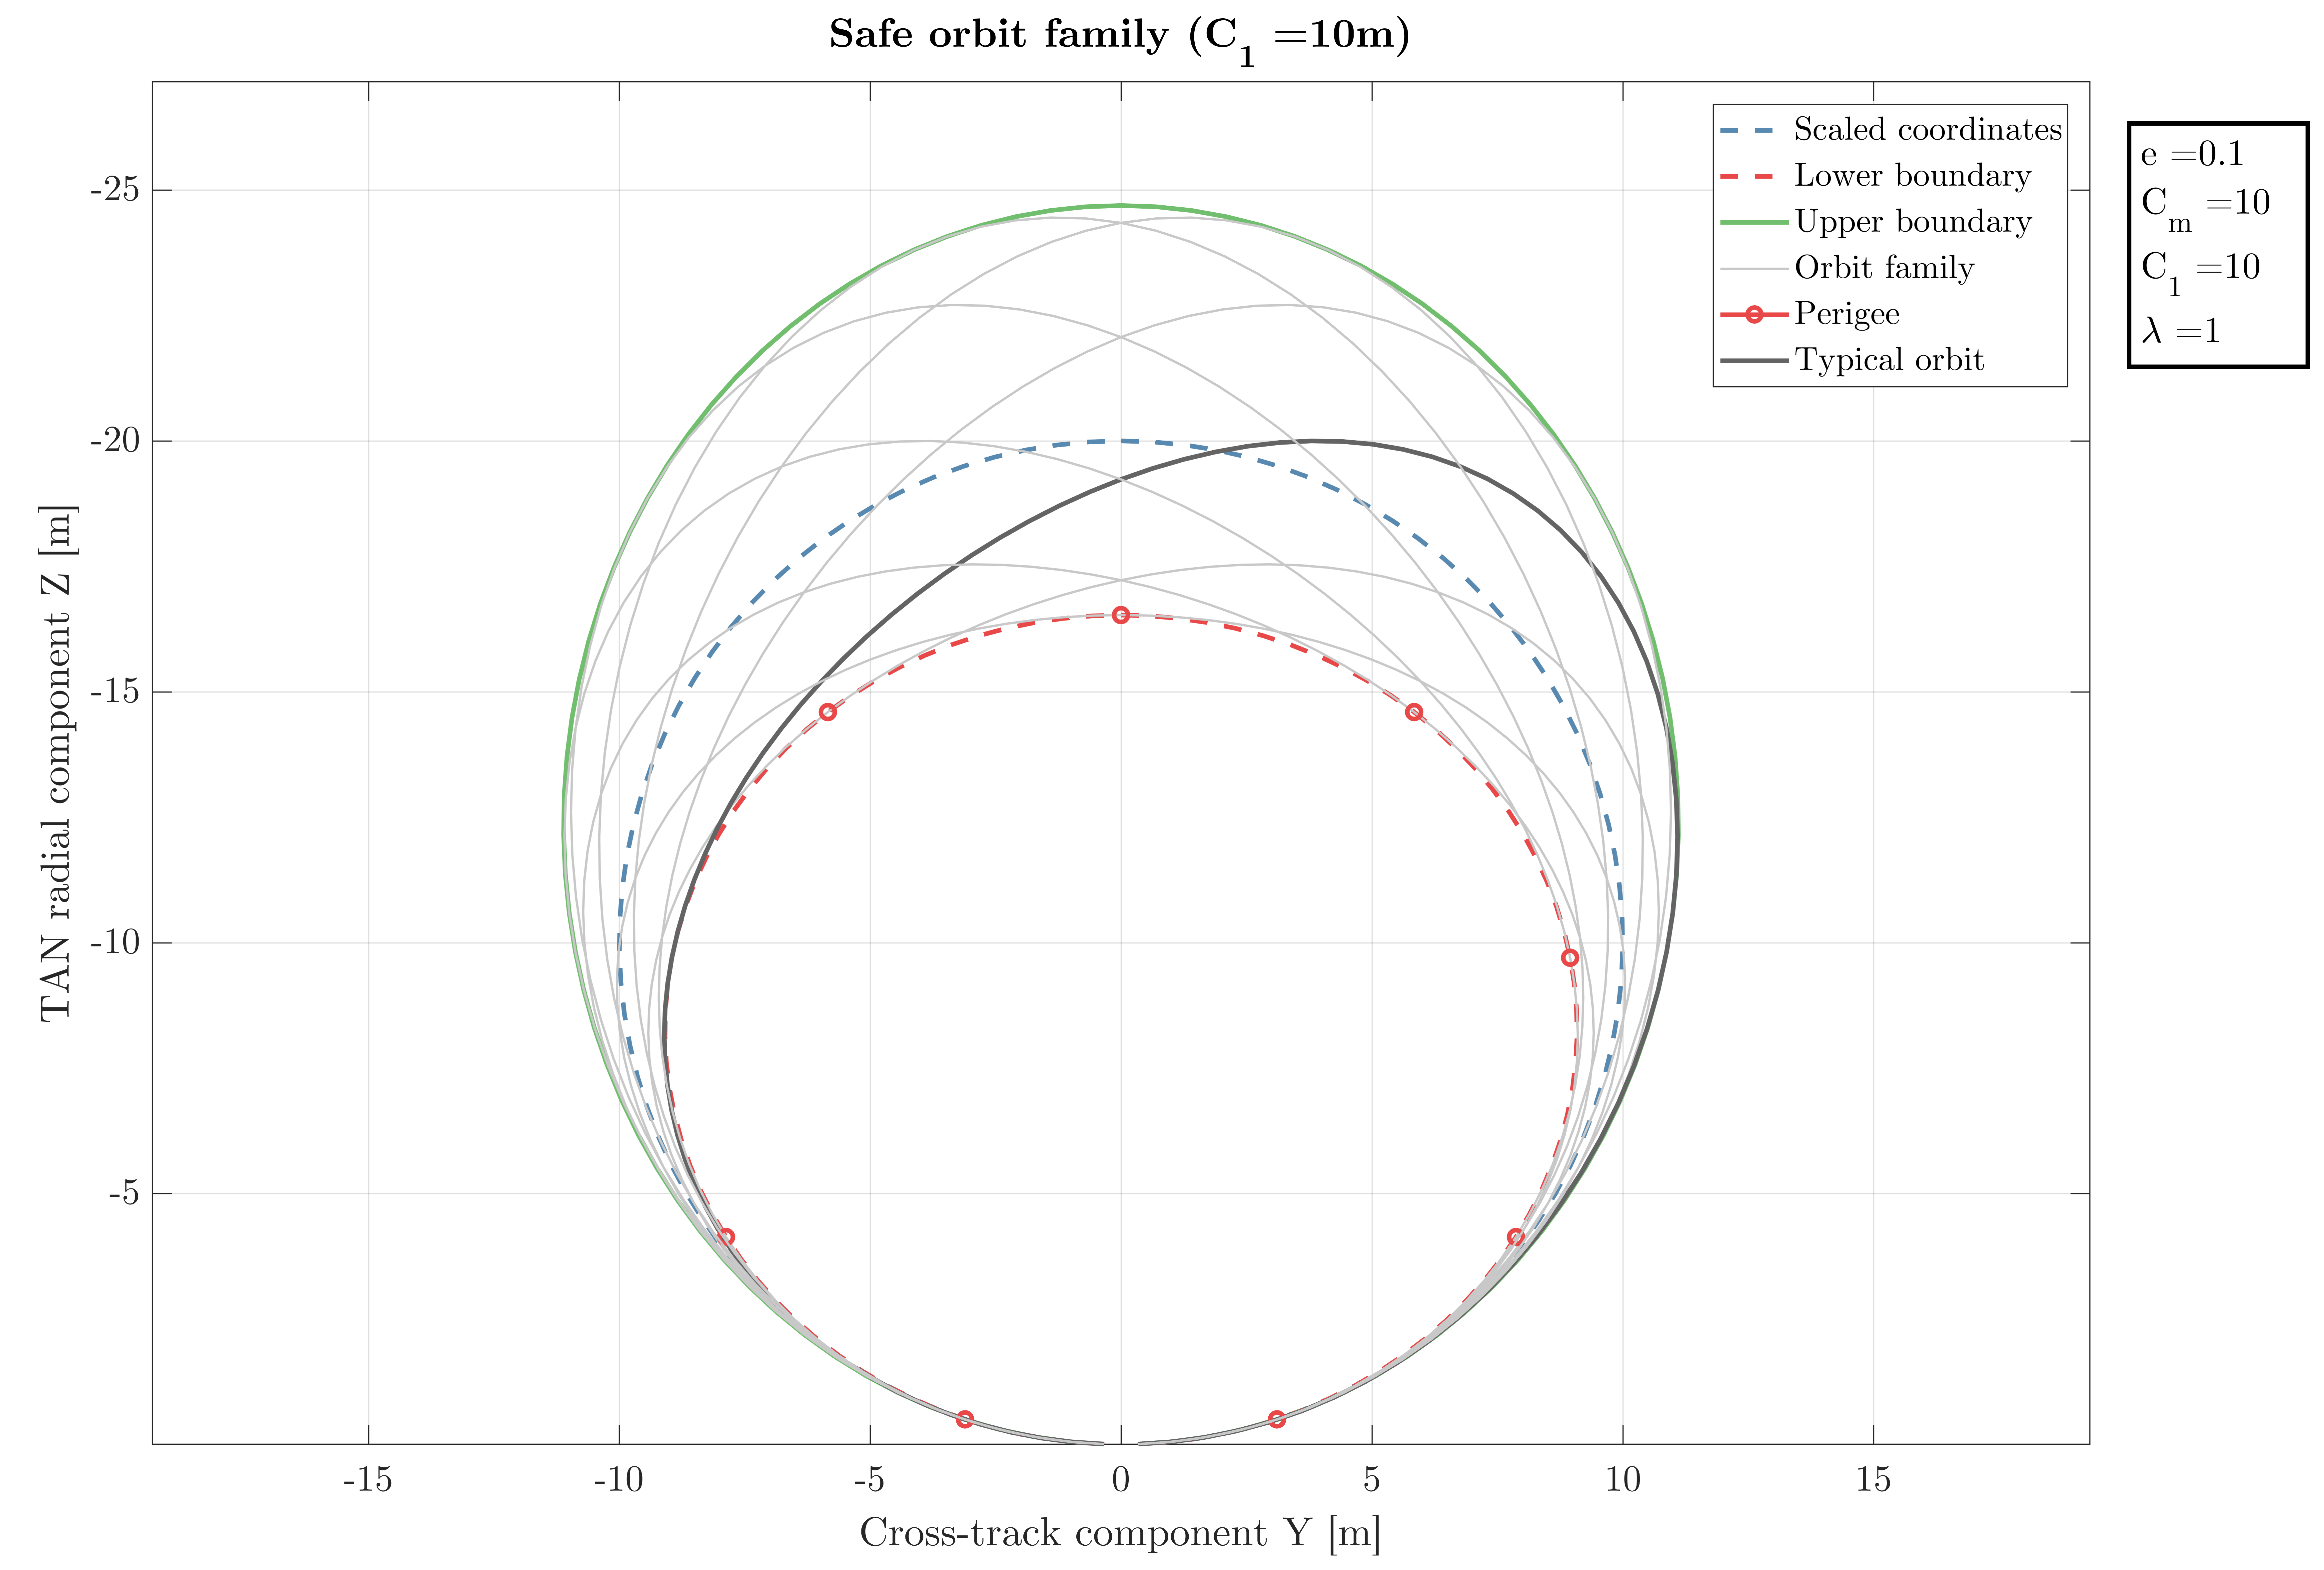 Safe orbit family (C1 =10m)
-25
-20
-15
-10
-5
TAN radial component Z [m]
-15 -10 -5 0 5 10 15
Cross-track component Y [m]
Scaled coordinates
Lower boundary
Upper boundary
Orbit family
Perigee
Typical orbit
e =0.1
Cm =10
C1 =10
λ =1